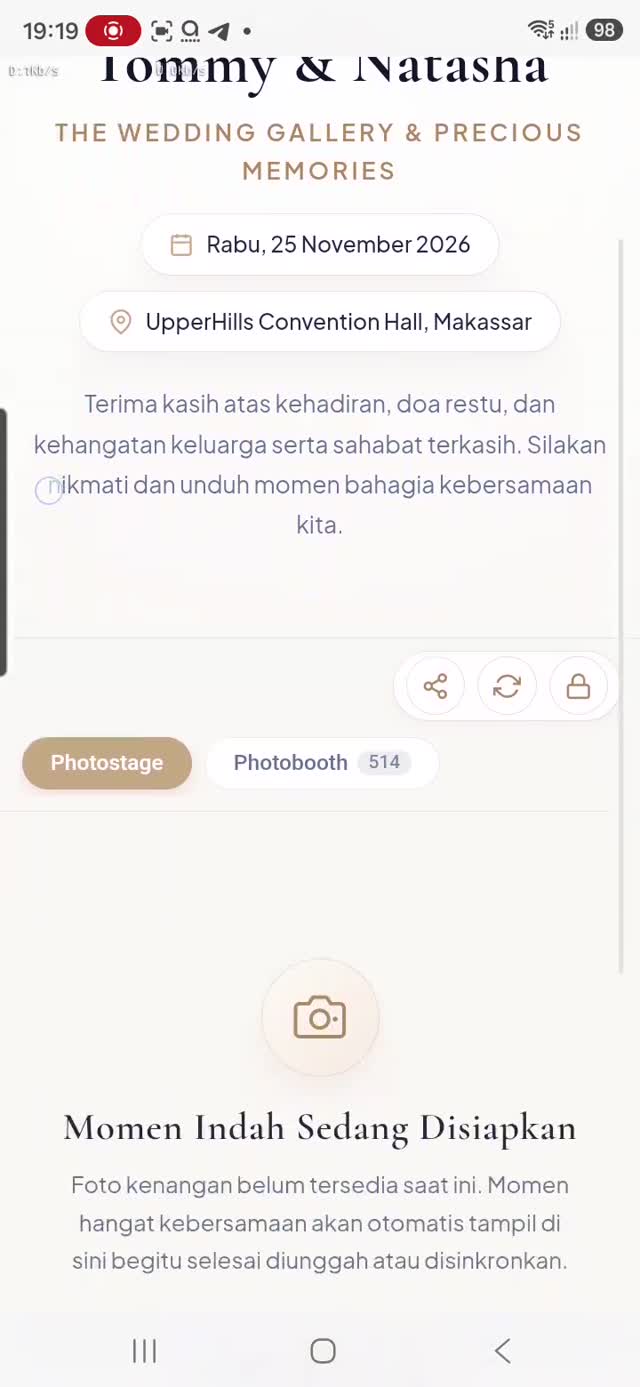 19:19
98
Tommy & Natasha
THE WEDDING GALLERY & PRECIOUS
MEMORIES
Rabu, 25 November 2026
UpperHills Convention Hall, Makassar
Terima kasih atas kehadiran, doa restu, dan
kehangatan keluarga serta sahabat terkasih. Silakan
nikmati dan unduh momen bahagia kebersamaan
kita.
Photostage
Photobooth 514
Momen Indah Sedang Disiapkan
Foto kenangan belum tersedia saat ini. Momen
hangat kebersamaan akan otomatis tampil di
sini begitu selesai diunggah atau disinkronkan.